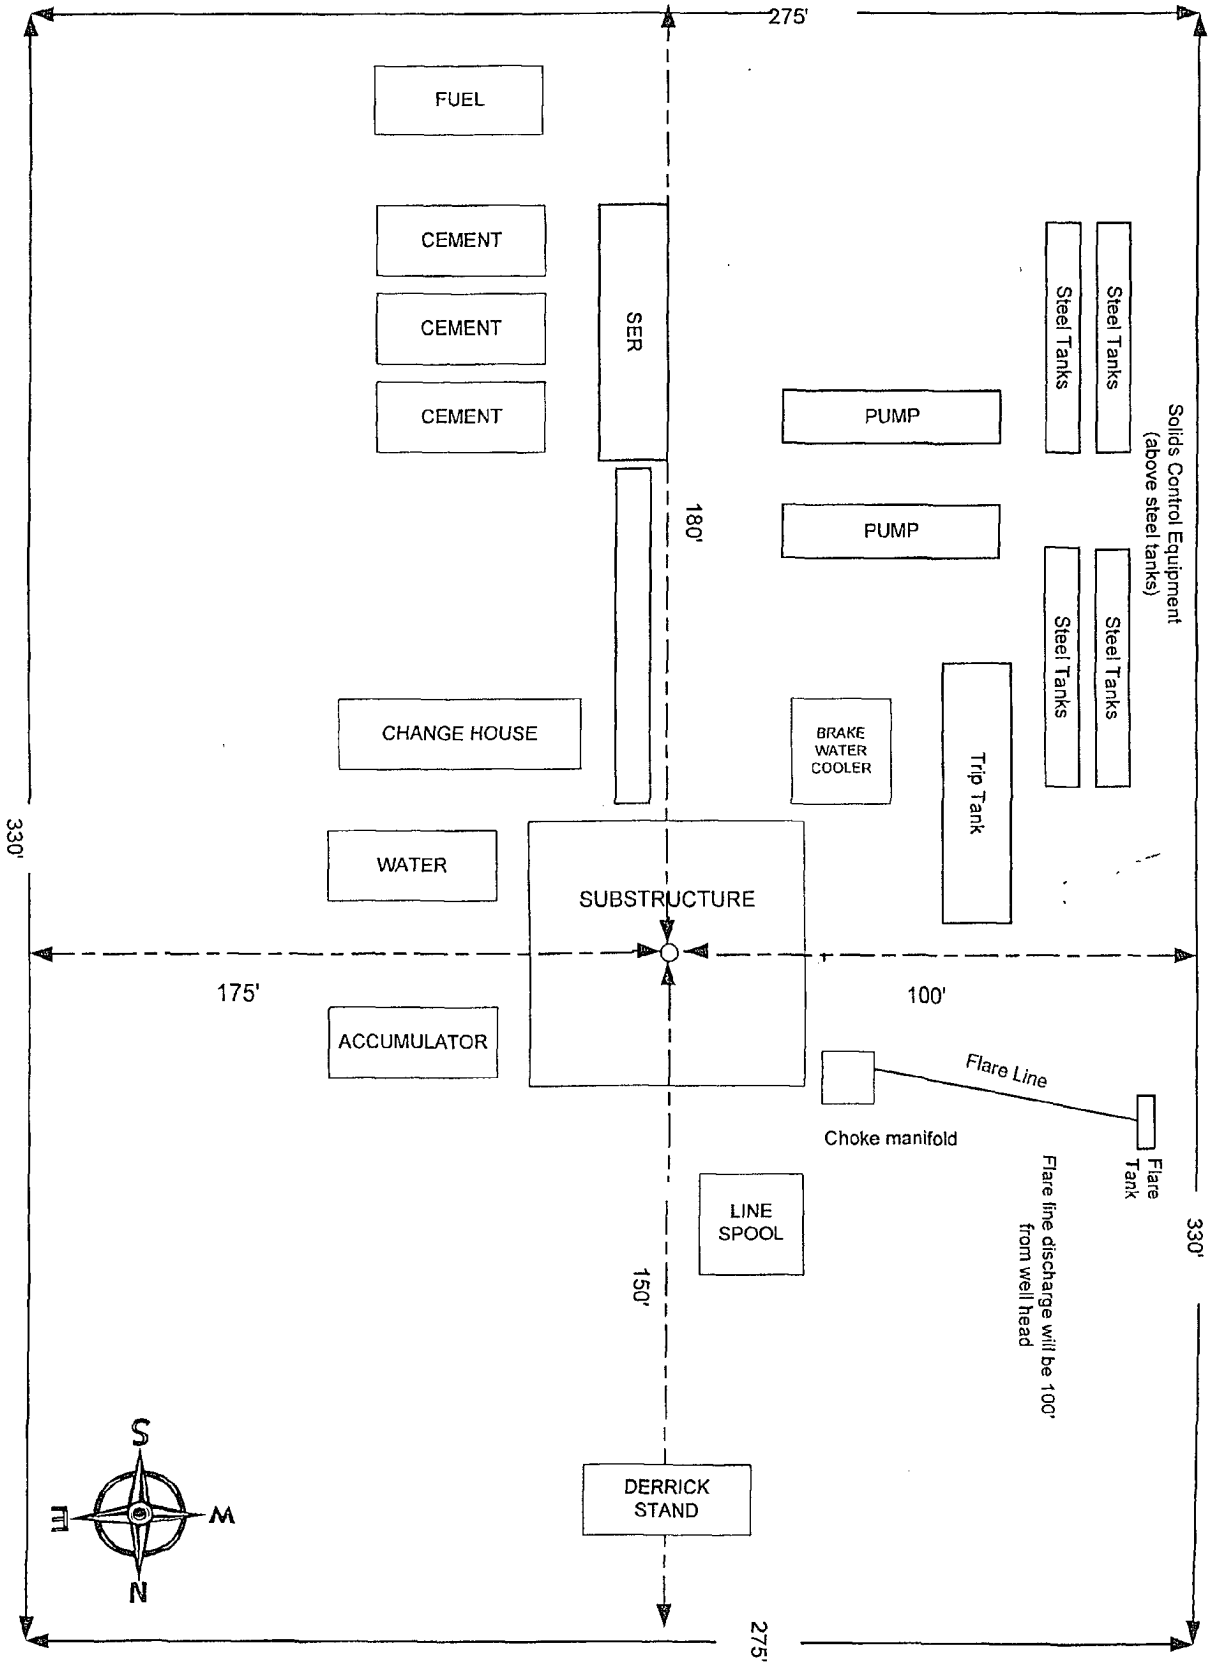 275'
FUEL
CEMENT
CEMENT
CEMENT
SER
PUMP
PUMP
Steel Tanks
Steel Tanks
Steel Tanks
Steel Tanks
Solids Control Equipment
(above steel tanks)
180'
CHANGE HOUSE
BRAKE
WATER
COOLER
Trip Tank
330'
WATER
SUBSTRUCTURE
175'
100'
ACCUMULATOR
Flare Line
Choke manifold
Flare
Tank
Flare line discharge will be 100'
from well head
330'
LINE
SPOOL
150'
DERRICK
STAND
S
E
W
N
275'